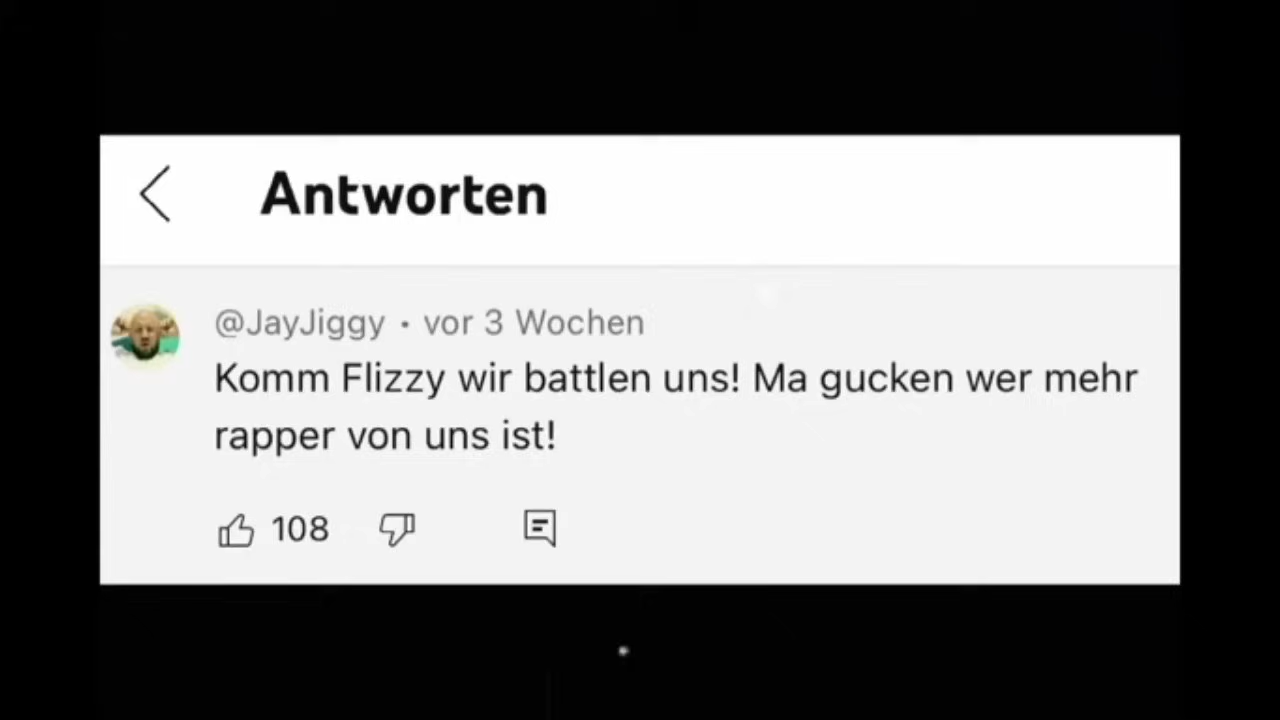 Antworten
@JayJiggy • vor 3 Wochen
Komm Flizzy wir battlen uns! Ma gucken wer mehr
rapper von uns ist!
108